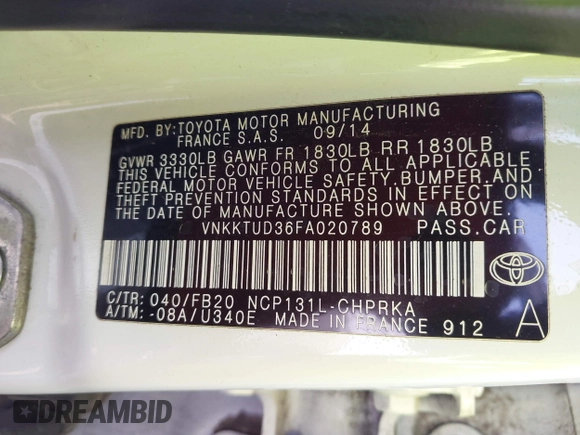 MFD. BY:TOYOTA MOTOR MANUFACTURING
FRANCE S.A.S. 09/14
GVWR 3330LB GAWR FR 1830LB RR 1830LB
THIS VEHICLE CONFORMS TO ALL APPLICABLE
FEDERAL MOTOR VEHICLE SAFETY, BUMPER, AND
THEFT PREVENTION STANDARDS IN EFFECT ON
THE DATE OF MANUFACTURE SHOWN ABOVE.
VNKKTUD36FA020789 PASS.CAR
C/TR: 040/FB20 NCP131L-CHPRKA
A/TM: -08A/U340E MADE IN FRANCE 912
A
DREAMBID